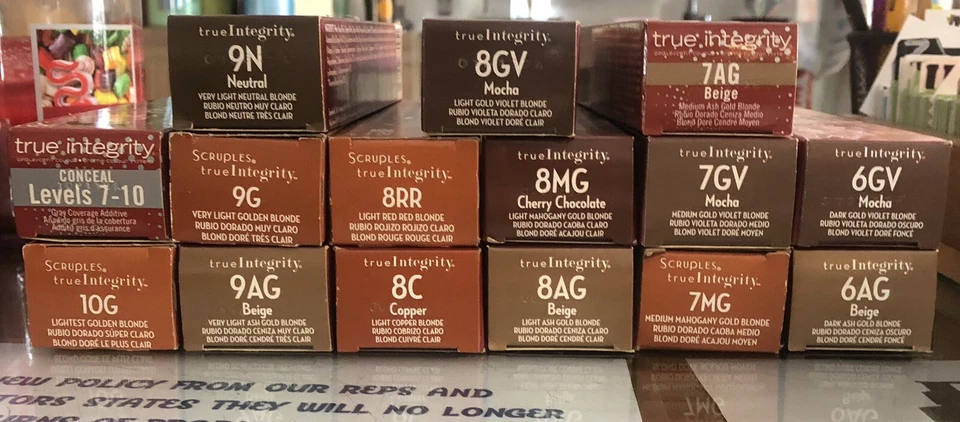 trueIntegrity
9N
Neutral
VERY LIGHT NEUTRAL BLONDE
RUBIO NEUTRO MUY CLARO
BLOND NEUTRE TRÈS CLAIR
trueIntegrity
8GV
Mocha
LIGHT GOLD VIOLET BLONDE
RUBIO VIOLETA DORADO CLARO
BLOND VIOLET DORÉ CLAIR
true integrity
7AG
Beige
Medium Ash Gold Blonde
Rubio Dorado Ceniza Medio
Blond Doré Cendré Moyen
true integrity
CONCEAL
Levels 7-10
Gray Coverage Additive
Añadido gris de la cobertura
Additif gris d'assurance
SCRUPLES
trueIntegrity
9G
VERY LIGHT GOLDEN BLONDE
RUBIO DORADO MUY CLARO
BLOND DORÉ TRÈS CLAIR
SCRUPLES
trueIntegrity
8RR
LIGHT RED RED BLONDE
RUBIO ROJIZO ROJIZO CLARO
BLOND ROUGE ROUGE CLAIR
trueIntegrity
8MG
Cherry Chocolate
LIGHT MAHOGANY GOLD BLONDE
RUBIO DORADO CAOBA CLARO
BLOND DORÉ ACAJOU CLAIR
trueIntegrity
7GV
Mocha
MEDIUM GOLD VIOLET BLONDE
RUBIO VIOLETA DORADO MEDIO
BLOND VIOLET DORÉ MOYEN
trueIntegrity
6GV
Mocha
DARK GOLD VIOLET BLONDE
RUBIO VIOLETA DORADO OSCURO
BLOND VIOLET DORÉ FONCÉ
SCRUPLES
trueIntegrity
10G
LIGHTEST GOLDEN BLONDE
RUBIO DORADO SÚPER CLARO
BLOND DORÉ LE PLUS CLAIR
trueIntegrity
9AG
Beige
VERY LIGHT ASH GOLD BLONDE
RUBIO DORADO CENIZA MUY CLARO
BLOND DORÉ CENDRÉ TRÈS CLAIR
trueIntegrity
8C
Copper
LIGHT COPPER BLONDE
RUBIO COBRIZO CLARO
BLOND CUIVRÉ CLAIR
trueIntegrity
8AG
Beige
LIGHT ASH GOLD BLONDE
RUBIO DORADO CENIZA CLARO
BLOND DORÉ CENDRÉ CLAIR
SCRUPLES
trueIntegrity
7MG
MEDIUM MAHOGANY GOLD BLONDE
RUBIO DORADO CAOBA MEDIO
BLOND DORÉ ACAJOU MOYEN
trueIntegrity
6AG
Beige
DARK ASH GOLD BLONDE
RUBIO DORADO CENIZA OSCURO
BLOND DORÉ CENDRÉ FONCÉ
NEW POLICY FROM OUR REPS AND
TORS STATES THEY WILL NO LONGER